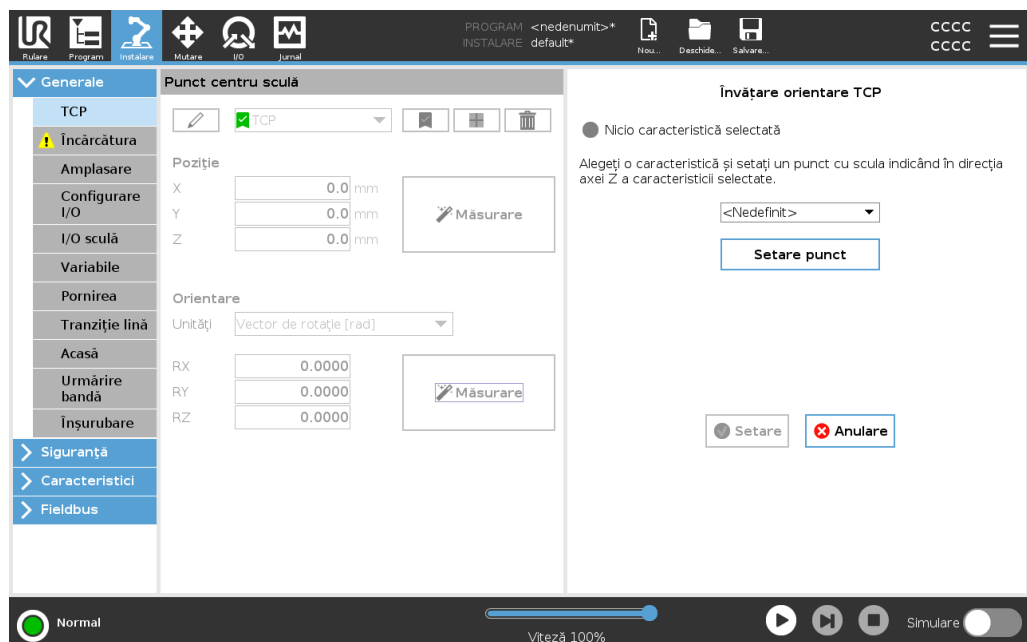 PROGRAM <nedenumit>*
INSTALARE default*
Rulare Program Instalare Mutare I/O Jurnal
Nou... Deschide... Salvare...
cccc
cccc
Generale
TCP
Încărcătura
Amplasare
Configurare
I/O
I/O sculă
Variabile
Pornirea
Tranziție lină
Acasă
Urmărire
bandă
Înșurubare
Siguranță
Caracteristici
Fieldbus
Punct centru sculă
TCP
Poziție
X 0.0 mm
Y 0.0 mm
Z 0.0 mm
Măsurare
Orientare
Unități Vector de rotație [rad]
RX 0.0000
RY 0.0000
RZ 0.0000
Măsurare
Învățare orientare TCP
Nicio caracteristică selectată
Alegeți o caracteristică și setați un punct cu scula indicând în direcția
axei Z a caracteristicii selectate.
<Nedefinit>
Setare punct
Setare Anulare
Normal
Viteză 100%
Simulare